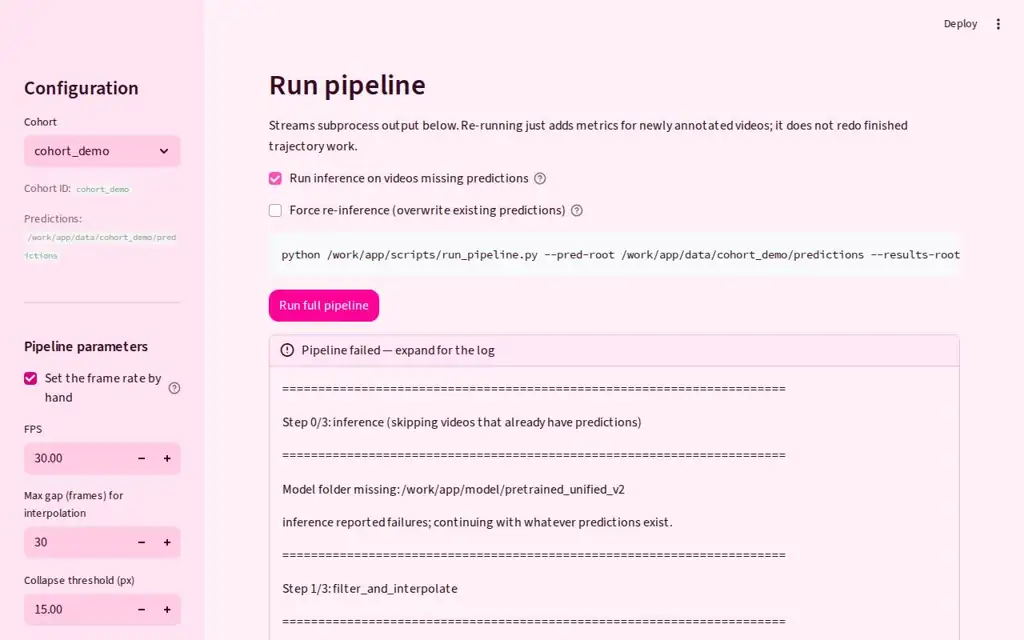 Deploy
Configuration
Cohort
cohort_demo
Cohort ID: cohort_demo
Predictions:
/work/app/data/cohort_demo/pred
ictions
Pipeline parameters
Set the frame rate by
hand
FPS
30.00
Max gap (frames) for
interpolation
30
Collapse threshold (px)
15.00
Run pipeline
Streams subprocess output below. Re-running just adds metrics for newly annotated videos; it does not redo finished
trajectory work.
Run inference on videos missing predictions
Force re-inference (overwrite existing predictions)
python /work/app/scripts/run_pipeline.py --pred-root /work/app/data/cohort_demo/predictions --results-root
Run full pipeline
Pipeline failed — expand for the log
======================================================================
Step 0/3: inference (skipping videos that already have predictions)
======================================================================
Model folder missing: /work/app/model/pretrained_unified_v2
inference reported failures; continuing with whatever predictions exist.
======================================================================
Step 1/3: filter_and_interpolate
======================================================================